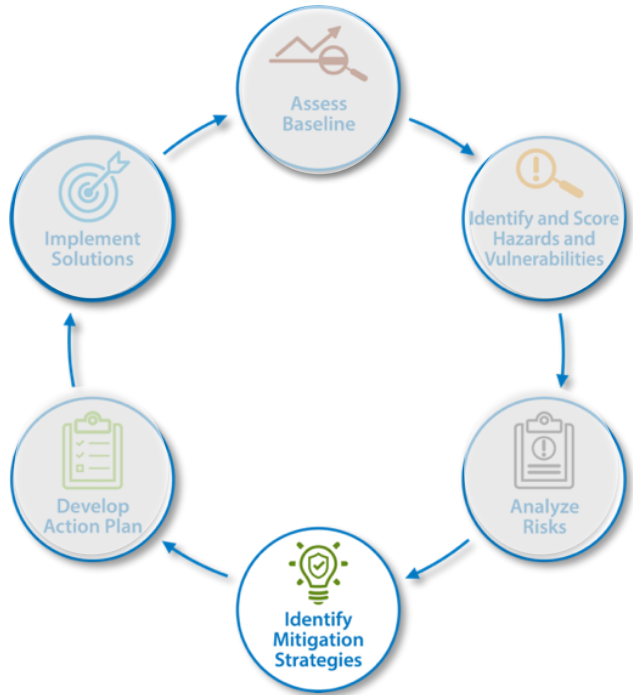 Assess
Baseline
Identify and Score
Hazards and
Vulnerabilities
Analyze
Risks
Identify
Mitigation
Strategies
Develop
Action Plan
Implement
Solutions